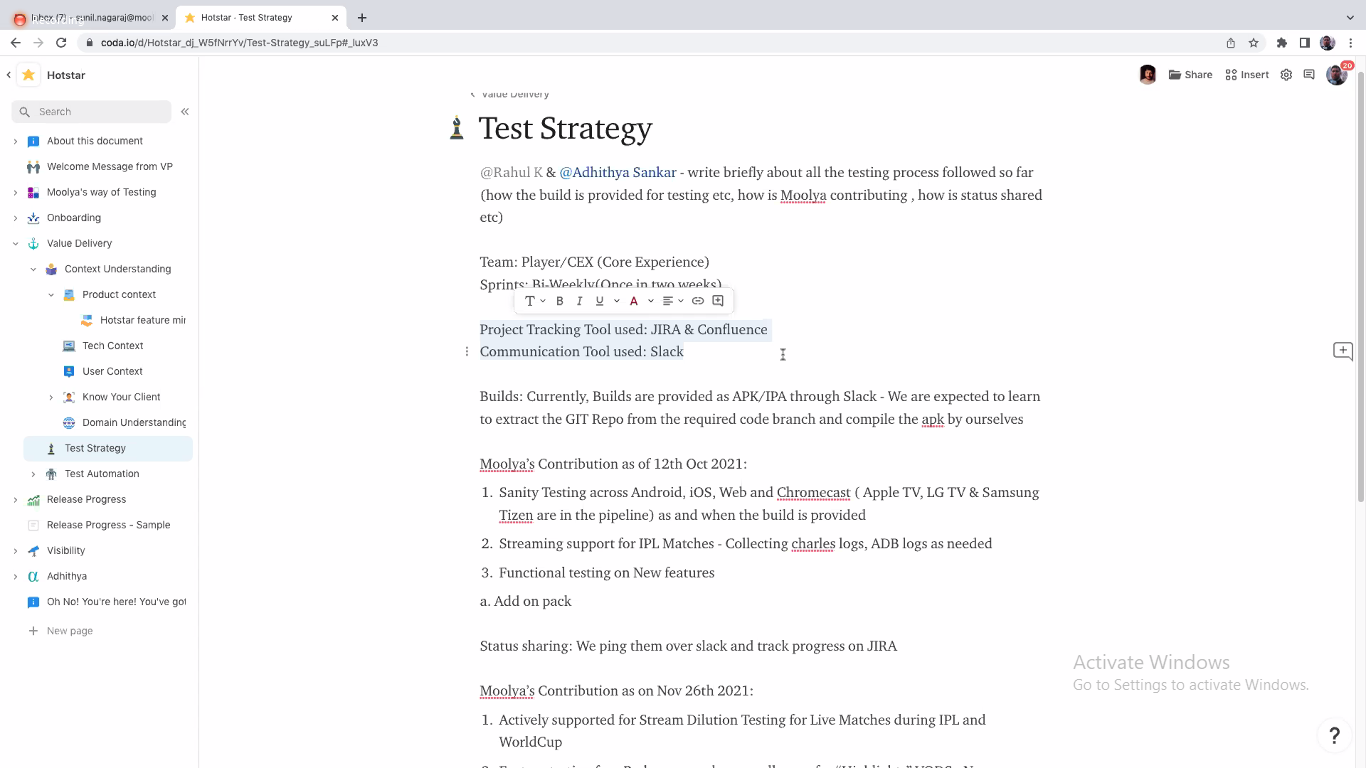 Inbox (7) - sunil.nagaraj@moo
Hotstar · Test Strategy
coda.io/d/Hotstar_dj_W5fNrrYv/Test-Strategy_suLFp#_luxV3
Hotstar
Share
Insert
20
Search
About this document
Welcome Message from VP
Moolya's way of Testing
Onboarding
Value Delivery
Context Understanding
Product context
Hotstar feature mir
Tech Context
User Context
Know Your Client
Domain Understanding
Test Strategy
Test Automation
Release Progress
Release Progress - Sample
Visibility
Adhithya
Oh No! You're here! You've got
New page
Value Delivery
Test Strategy
@Rahul K & @Adhithya Sankar - write briefly about all the testing process followed so far
(how the build is provided for testing etc, how is Moolya contributing , how is status shared
etc)
Team: Player/CEX (Core Experience)
Sprints: Bi-Weekly(Once in two weeks)
Project Tracking Tool used: JIRA & Confluence
Communication Tool used: Slack
Builds: Currently, Builds are provided as APK/IPA through Slack - We are expected to learn
to extract the GIT Repo from the required code branch and compile the apk by ourselves
Moolya’s Contribution as of 12th Oct 2021:
1. Sanity Testing across Android, iOS, Web and Chromecast ( Apple TV, LG TV & Samsung
Tizen are in the pipeline) as and when the build is provided
2. Streaming support for IPL Matches - Collecting charles logs, ADB logs as needed
3. Functional testing on New features
a. Add on pack
Status sharing: We ping them over slack and track progress on JIRA
Moolya’s Contribution as on Nov 26th 2021:
1. Actively supported for Stream Dilution Testing for Live Matches during IPL and
WorldCup
Activate Windows
Go to Settings to activate Windows.